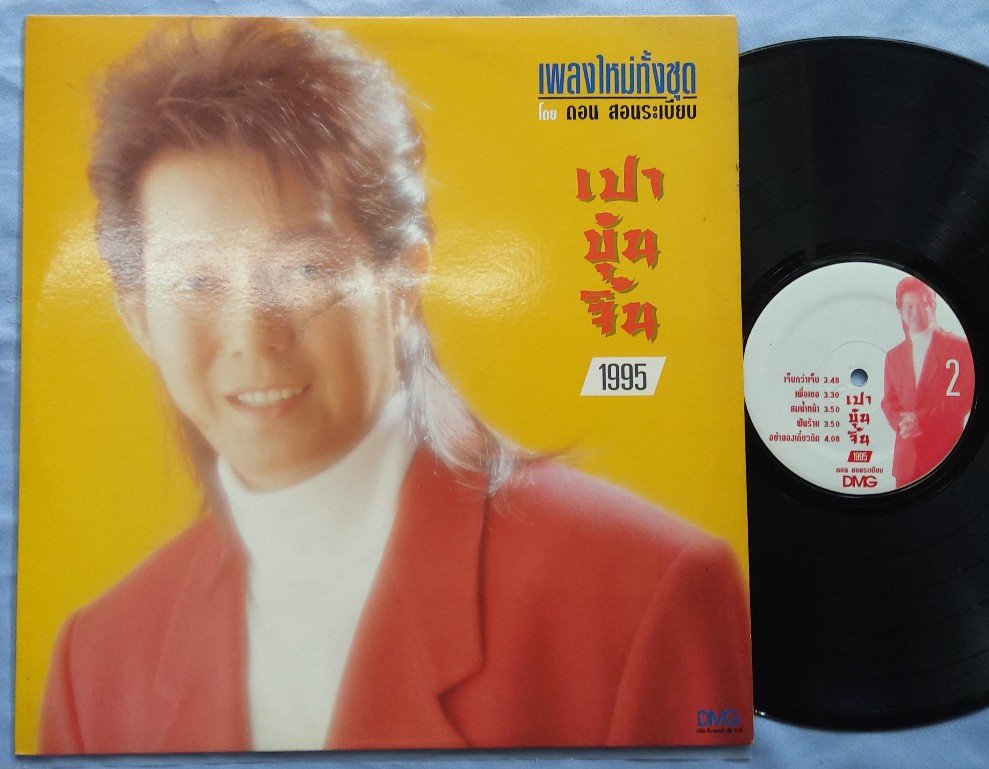 เพลงใหม่ทั้งชุด
โดย ดอน สอนระเบียบ
เปา
บุ้น
จิ้น
1995
DMG
เจ็บกว่าเจ็บ 3.48
เพื่อเธอ 3.30
สมน้ำหน้า 3.50
ฝันร้าย 3.50
อย่าลองเดี๋ยวติด 4.08
เปา
บุ้น
จิ้น
1995
ดอน สอนระเบียบ
DMG
2